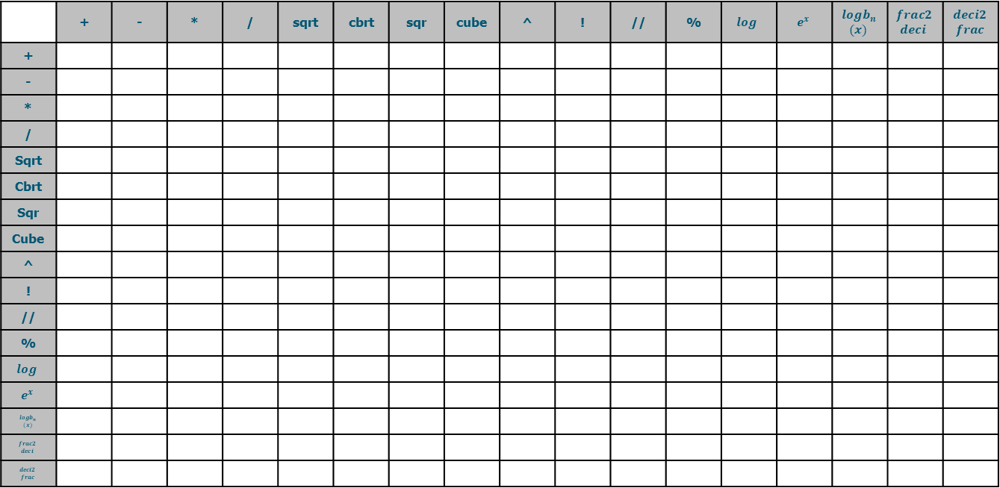 + - * / sqrt cbrt sqr cube ^ ! // % log e^x logb_n (x) frac2 deci deci2 frac
+
-
*
/
Sqrt
Cbrt
Sqr
Cube
^
!
//
%
log
e^x
logb_n
(x)
frac2
deci
deci2
frac